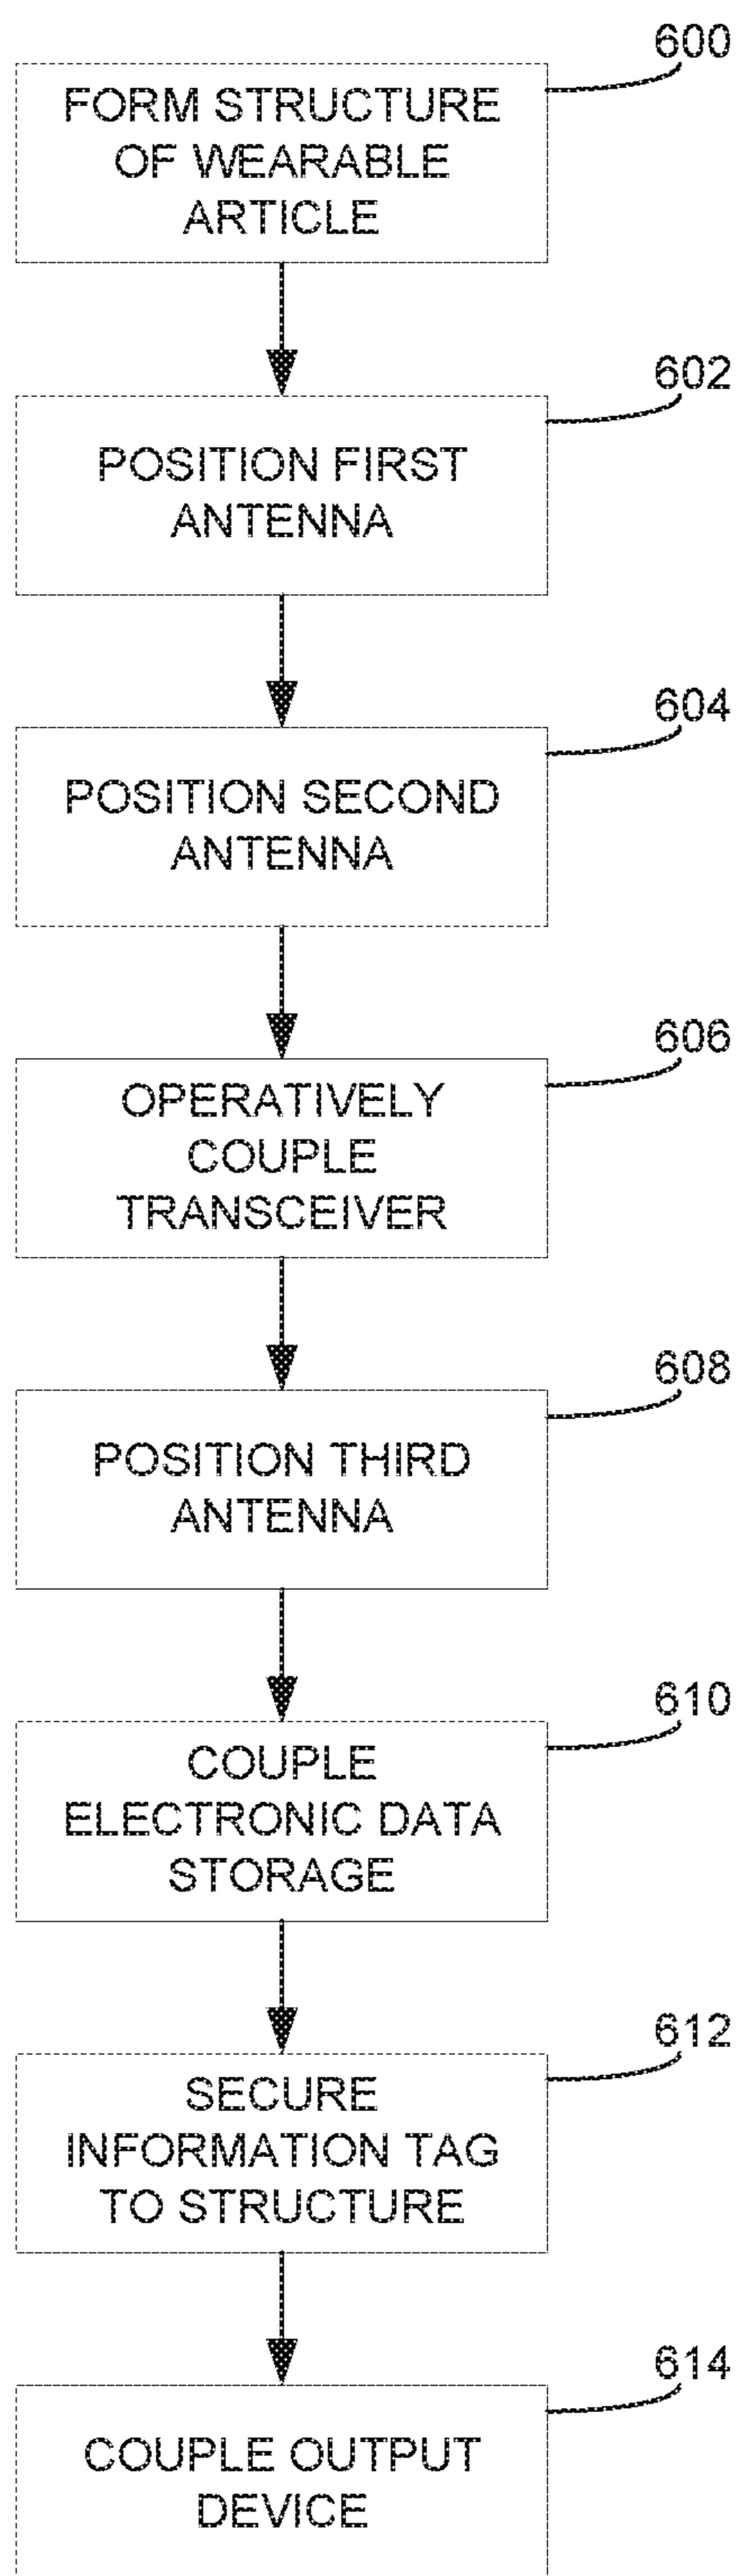 600
FORM STRUCTURE
OF WEARABLE
ARTICLE
602
POSITION FIRST
ANTENNA
604
POSITION SECOND
ANTENNA
606
OPERATIVELY
COUPLE
TRANSCEIVER
608
POSITION THIRD
ANTENNA
610
COUPLE
ELECTRONIC DATA
STORAGE
612
SECURE
INFORMATION TAG
TO STRUCTURE
614
COUPLE OUTPUT
DEVICE